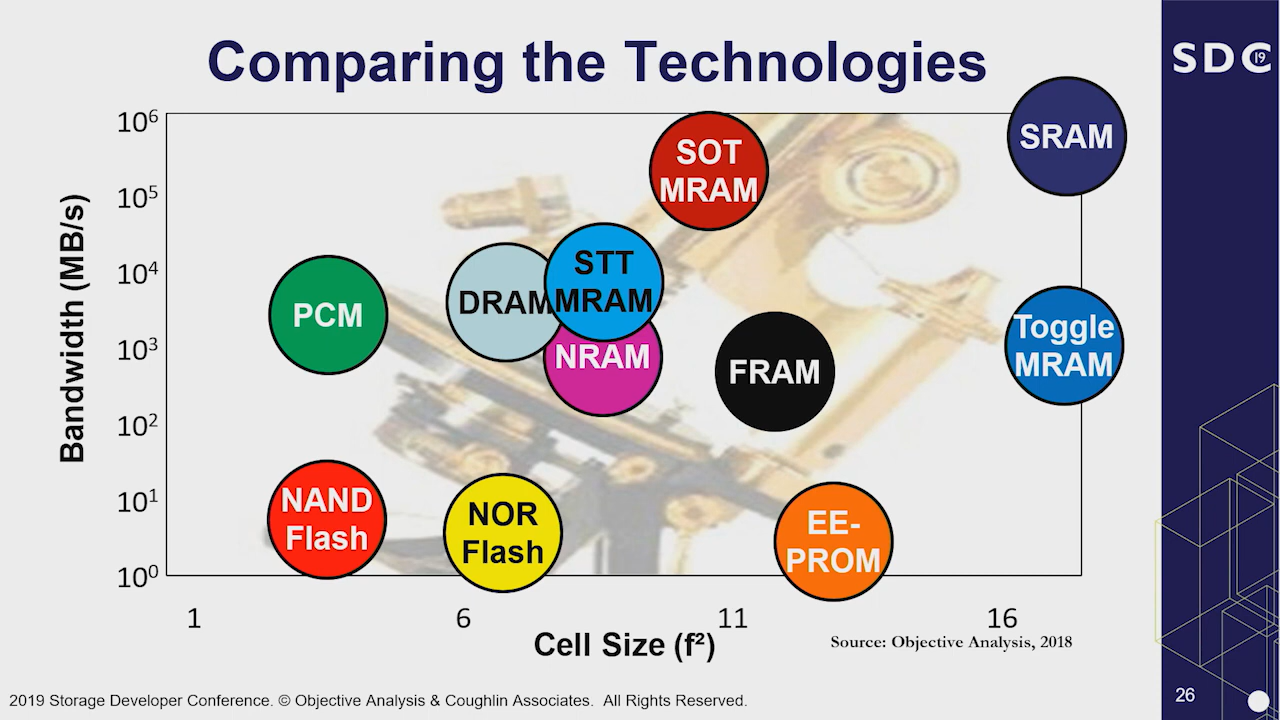 Comparing the Technologies
SDC
19
Bandwidth (MB/s)
10⁶
10⁵
10⁴
10³
10²
10¹
10⁰
SRAM
SOT
MRAM
STT
MRAM
DRAM
PCM
NRAM
FRAM
Toggle
MRAM
NAND
Flash
NOR
Flash
EE-
PROM
1
6
11
16
Cell Size (f²)
Source: Objective Analysis, 2018
2019 Storage Developer Conference. © Objective Analysis & Coughlin Associates. All Rights Reserved.
26